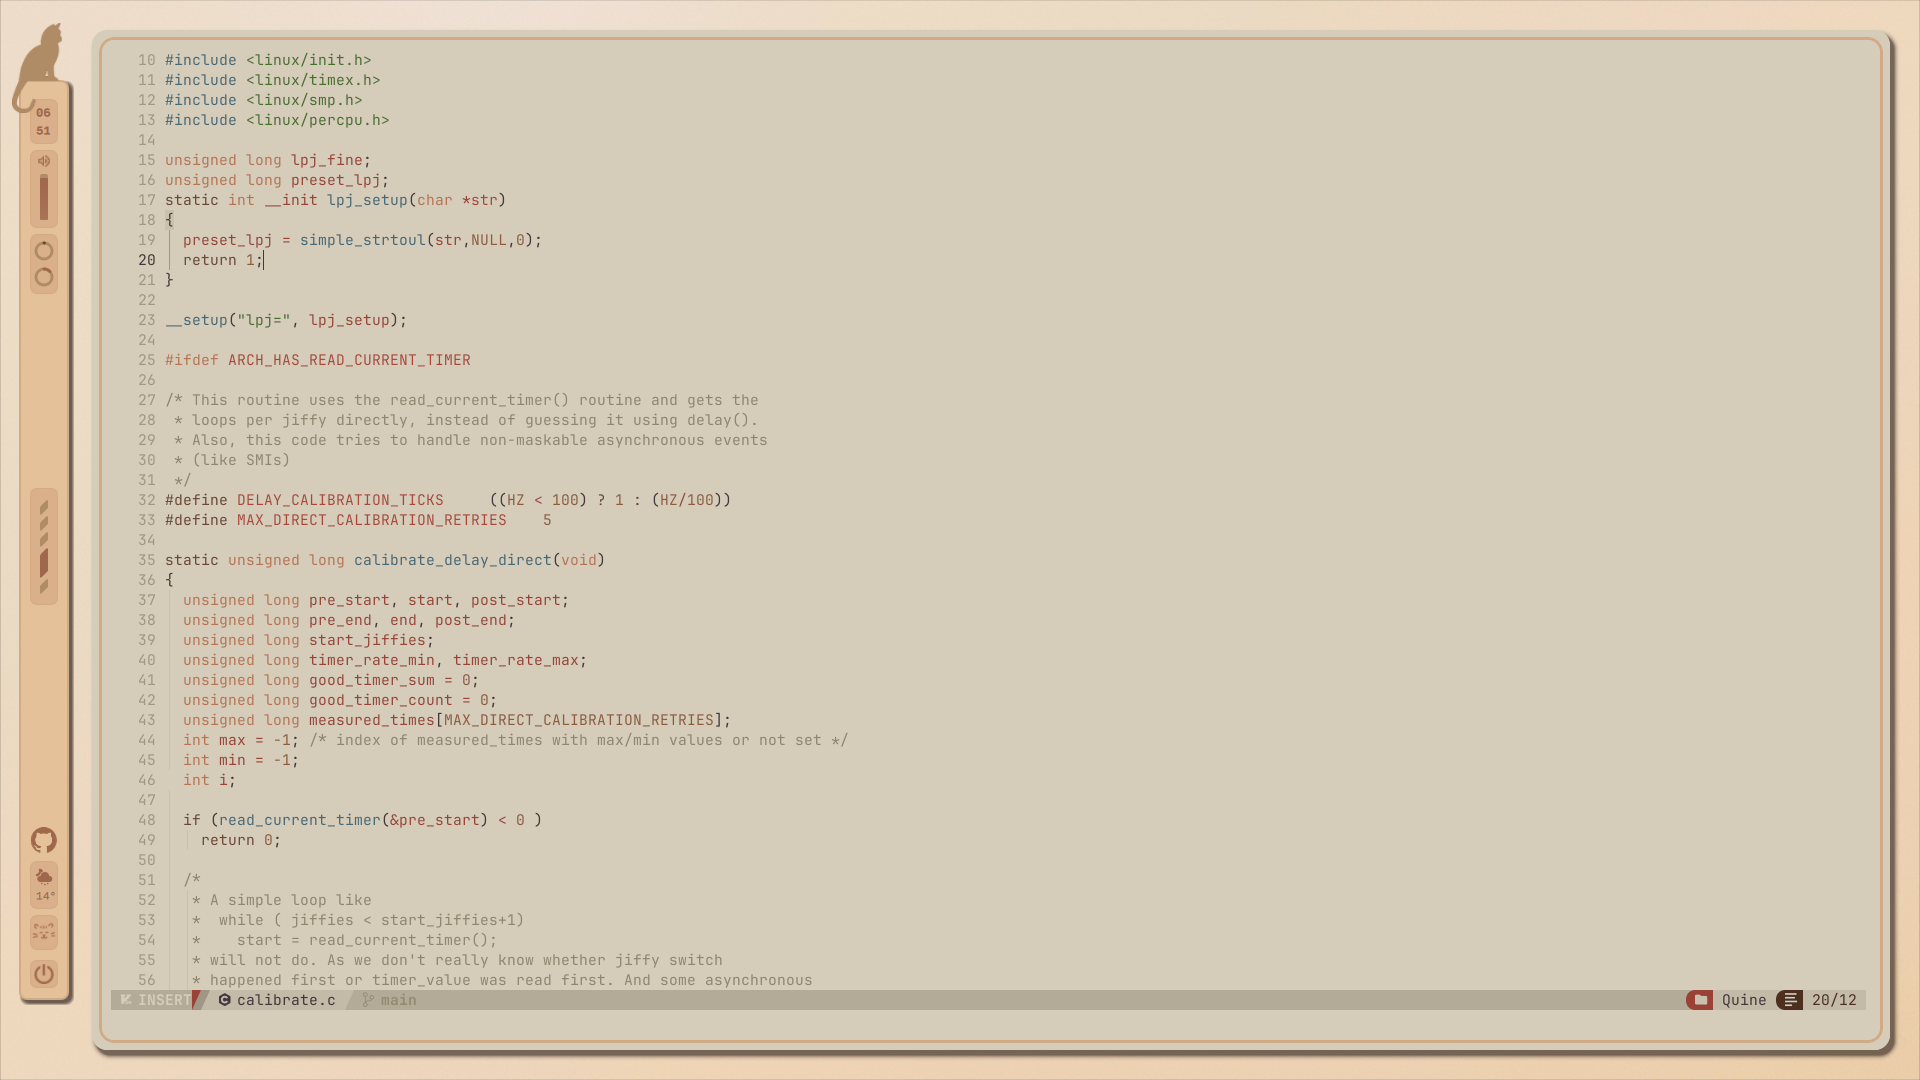 06
51
14°
10 #include <linux/init.h>
11 #include <linux/timex.h>
12 #include <linux/smp.h>
13 #include <linux/percpu.h>
14
15 unsigned long lpj_fine;
16 unsigned long preset_lpj;
17 static int __init lpj_setup(char *str)
18 {
19   preset_lpj = simple_strtoul(str,NULL,0);
20   return 1;
21 }
22
23 __setup("lpj=", lpj_setup);
24
25 #ifdef ARCH_HAS_READ_CURRENT_TIMER
26
27 /* This routine uses the read_current_timer() routine and gets the
28  * loops per jiffy directly, instead of guessing it using delay().
29  * Also, this code tries to handle non-maskable asynchronous events
30  * (like SMIs)
31  */
32 #define DELAY_CALIBRATION_TICKS     ((HZ < 100) ? 1 : (HZ/100))
33 #define MAX_DIRECT_CALIBRATION_RETRIES    5
34
35 static unsigned long calibrate_delay_direct(void)
36 {
37   unsigned long pre_start, start, post_start;
38   unsigned long pre_end, end, post_end;
39   unsigned long start_jiffies;
40   unsigned long timer_rate_min, timer_rate_max;
41   unsigned long good_timer_sum = 0;
42   unsigned long good_timer_count = 0;
43   unsigned long measured_times[MAX_DIRECT_CALIBRATION_RETRIES];
44   int max = -1; /* index of measured_times with max/min values or not set */
45   int min = -1;
46   int i;
47
48   if (read_current_timer(&pre_start) < 0 )
49     return 0;
50
51   /*
52    * A simple loop like
53    *  while ( jiffies < start_jiffies+1)
54    *    start = read_current_timer();
55    * will not do. As we don't really know whether jiffy switch
56    * happened first or timer_value was read first. And some asynchronous
INSERT calibrate.c main Quine 20/12